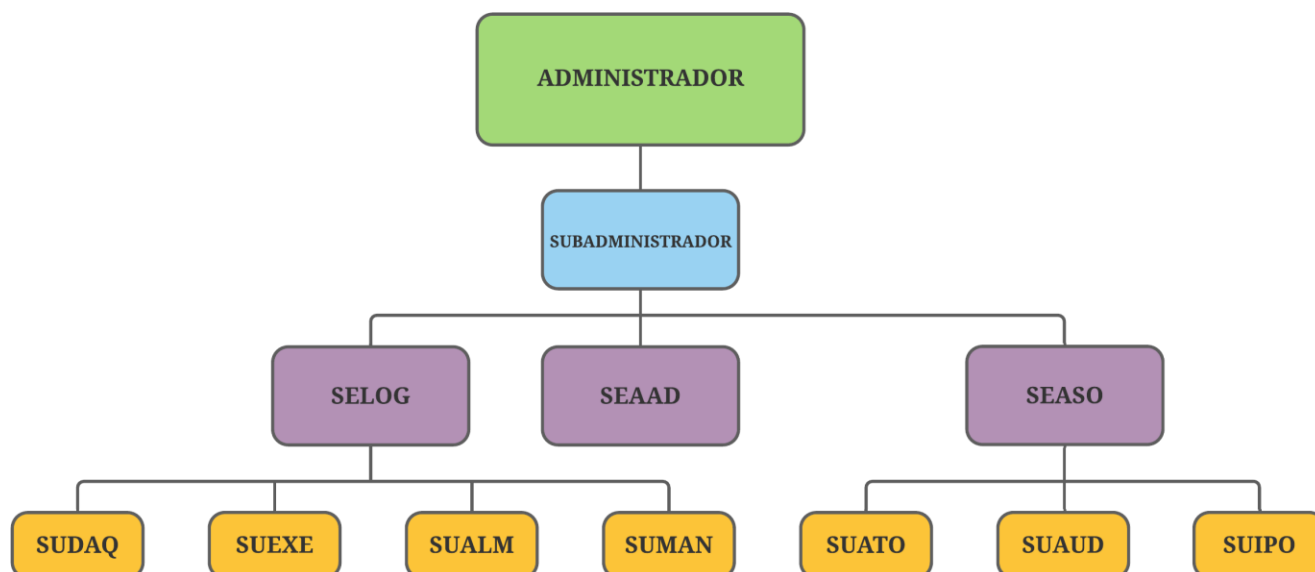 ADMINISTRADOR
SUBADMINISTRADOR
SELOG
SEAAD
SEASO
SUDAQ
SUEXE
SUALM
SUMAN
SUATO
SUAUD
SUIPO